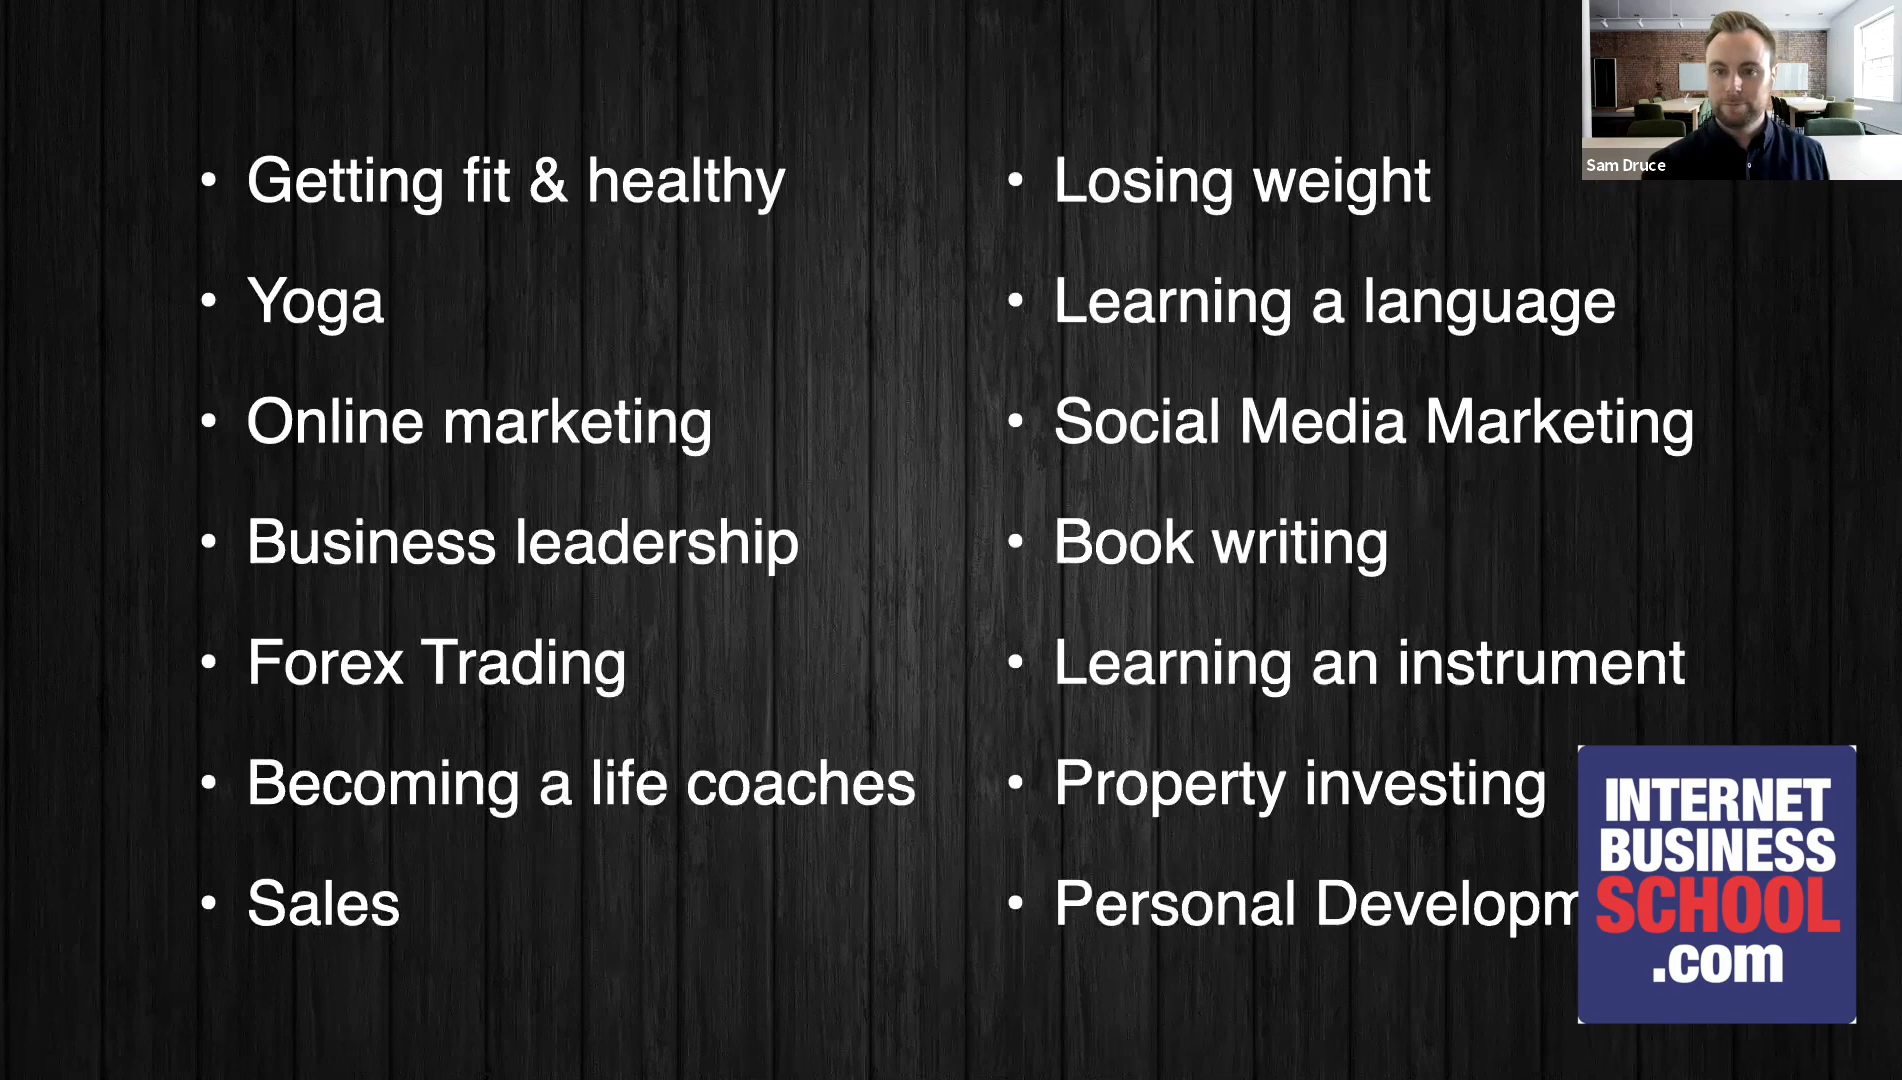 • Getting fit & healthy
• Yoga
• Online marketing
• Business leadership
• Forex Trading
• Becoming a life coaches
• Sales
• Losing weight
• Learning a language
• Social Media Marketing
• Book writing
• Learning an instrument
• Property investing
• Personal Developm
Sam Druce
INTERNET
BUSINESS
SCHOOL
.com